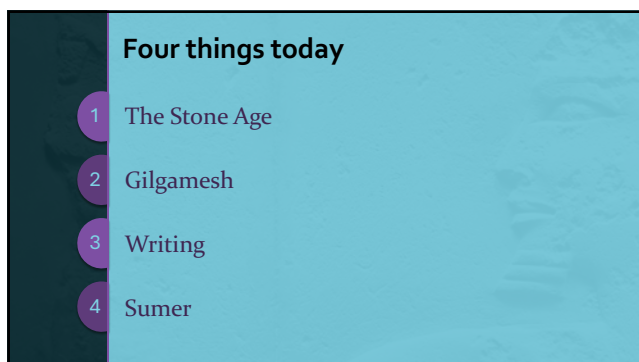 Four things today
1 The Stone Age
2 Gilgamesh
3 Writing
4 Sumer